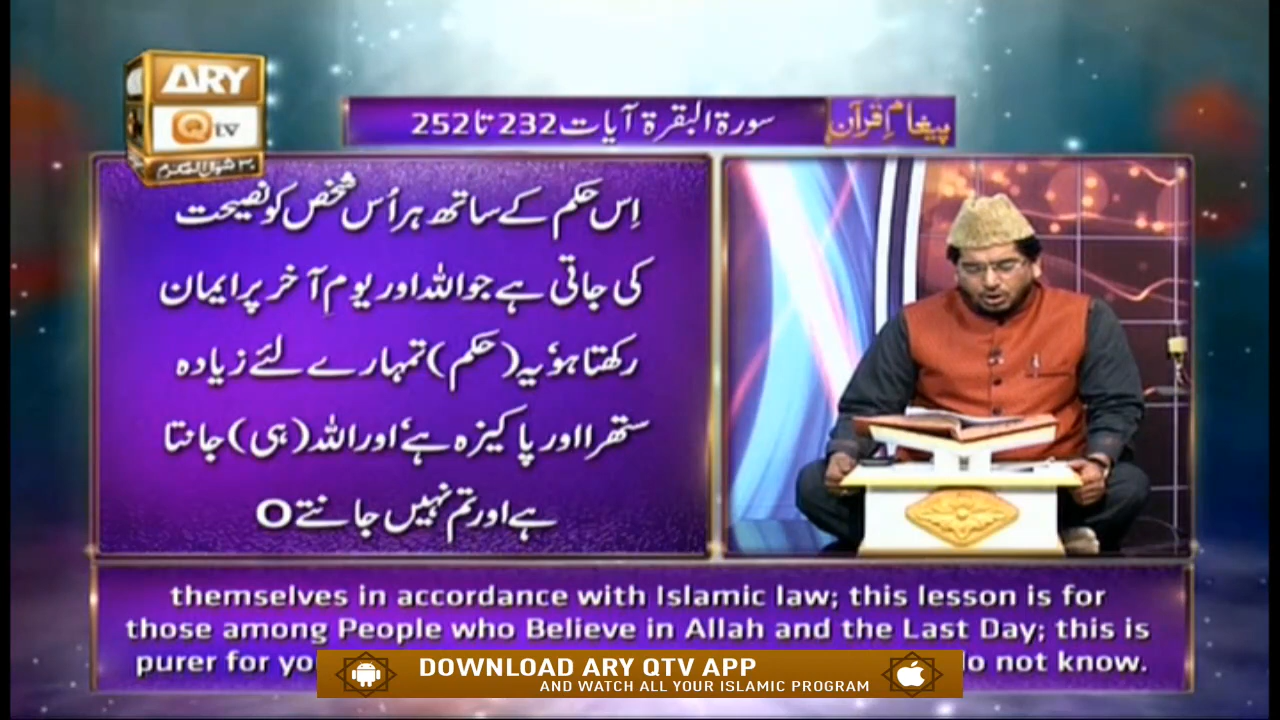 ARY
Qtv
۳۰ شوال المکرم
سورۃ البقرۃ آیات 232 تا 252
پیغامِ قرآن
اِس حکم کے ساتھ ہر اُس شخص کو نصیحت
کی جاتی ہے جو اللہ اور یومِ آخر پر ایمان
رکھتا ہو٬ یہ (حکم) تمہارے لئے زیادہ
ستھرا اور پاکیزہ ہے٬ اور اللہ (ہی) جانتا
ہے اور تم نہیں جانتے O
themselves in accordance with Islamic law; this lesson is for
those among People who Believe in Allah and the Last Day; this is
purer for
do not know.
DOWNLOAD ARY QTV APP
AND WATCH ALL YOUR ISLAMIC PROGRAM